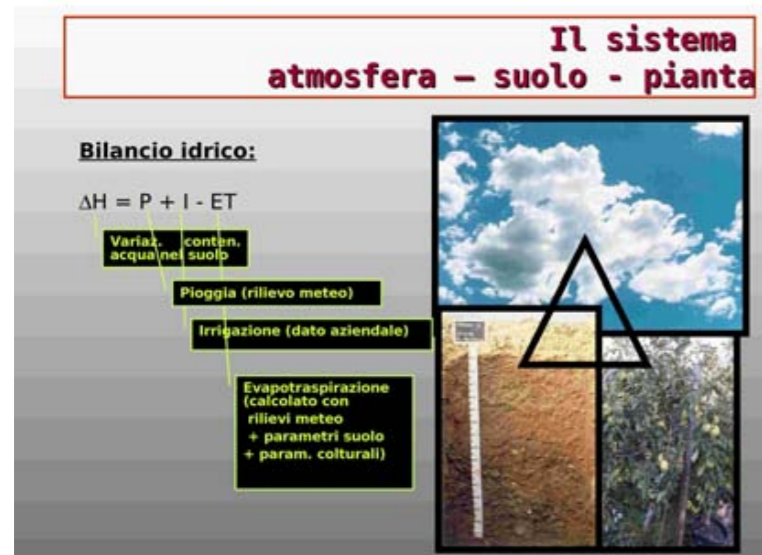 Il sistema
atmosfera – suolo - pianta
Bilancio idrico:
ΔH = P + I - ET
Variaz. conten.
acqua nel suolo
Pioggia (rilievo meteo)
Irrigazione (dato aziendale)
Evapotraspirazione
(calcolato con
rilievi meteo
+ parametri suolo
+ param. colturali)